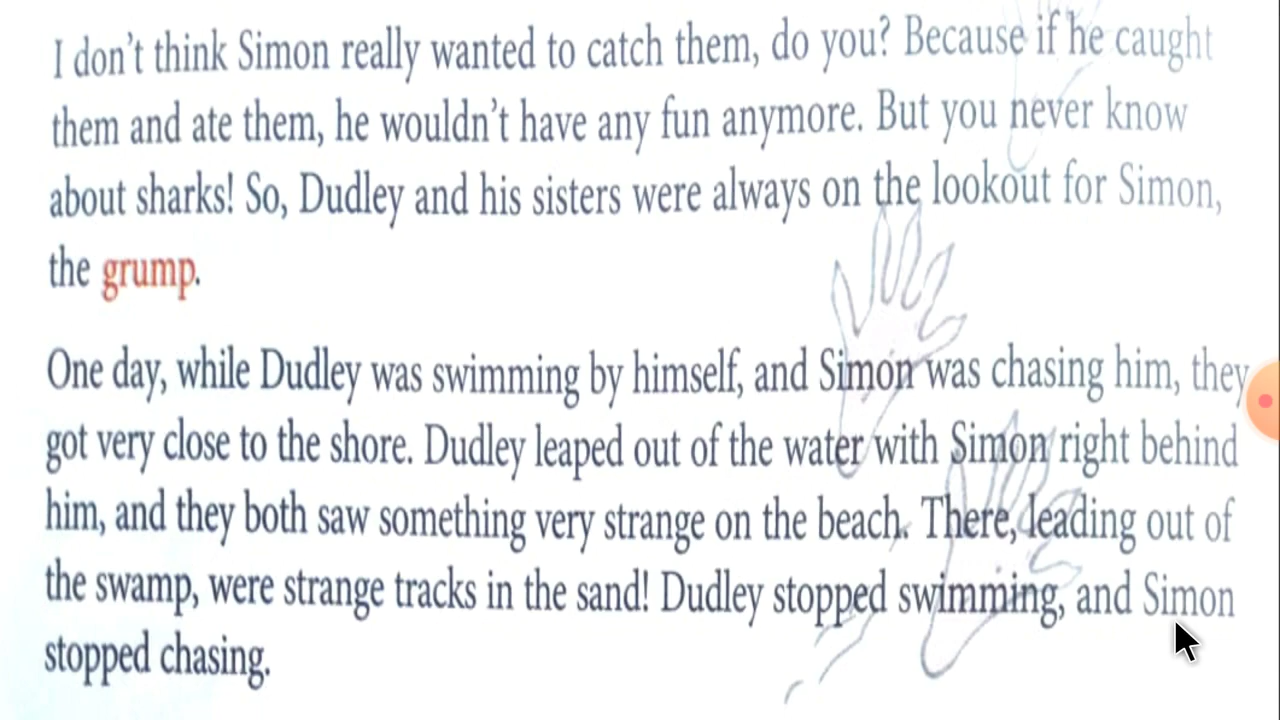 I don't think Simon really wanted to catch them, do you? Because if he caught
them and ate them, he wouldn't have any fun anymore. But you never know
about sharks! So, Dudley and his sisters were always on the lookout for Simon,
the grump.
One day, while Dudley was swimming by himself, and Simon was chasing him, they
got very close to the shore. Dudley leaped out of the water with Simon right behind
him, and they both saw something very strange on the beach. There, leading out of
the swamp, were strange tracks in the sand! Dudley stopped swimming, and Simon
stopped chasing.